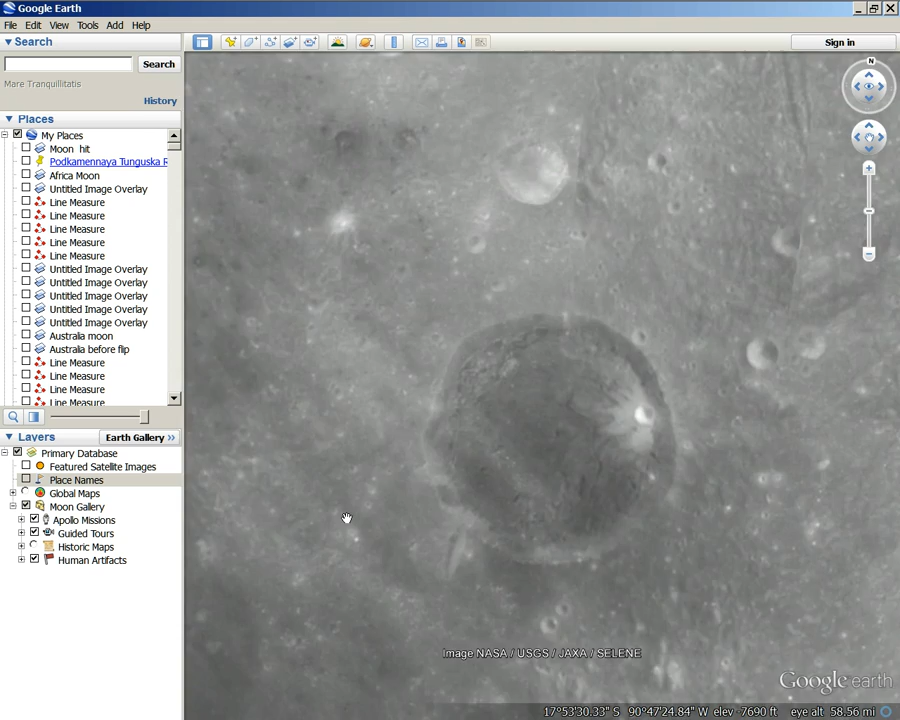 Google Earth
File Edit View Tools Add Help
Search
Search
Mare Tranquillitatis
History
Places
My Places
Moon hit
Podkamennaya Tunguska R
Africa Moon
Untitled Image Overlay
Line Measure
Line Measure
Line Measure
Line Measure
Line Measure
Untitled Image Overlay
Untitled Image Overlay
Untitled Image Overlay
Untitled Image Overlay
Untitled Image Overlay
Australia moon
Australia before flip
Line Measure
Line Measure
Line Measure
Line Measure
Layers
Earth Gallery >>
Primary Database
Featured Satellite Images
Place Names
Global Maps
Moon Gallery
Apollo Missions
Guided Tours
Historic Maps
Human Artifacts
Sign in
N
Image NASA / USGS / JAXA / SELENE
Google earth
17°53'30.33" S 90°47'24.84" W elev -7690 ft eye alt 58.56 mi